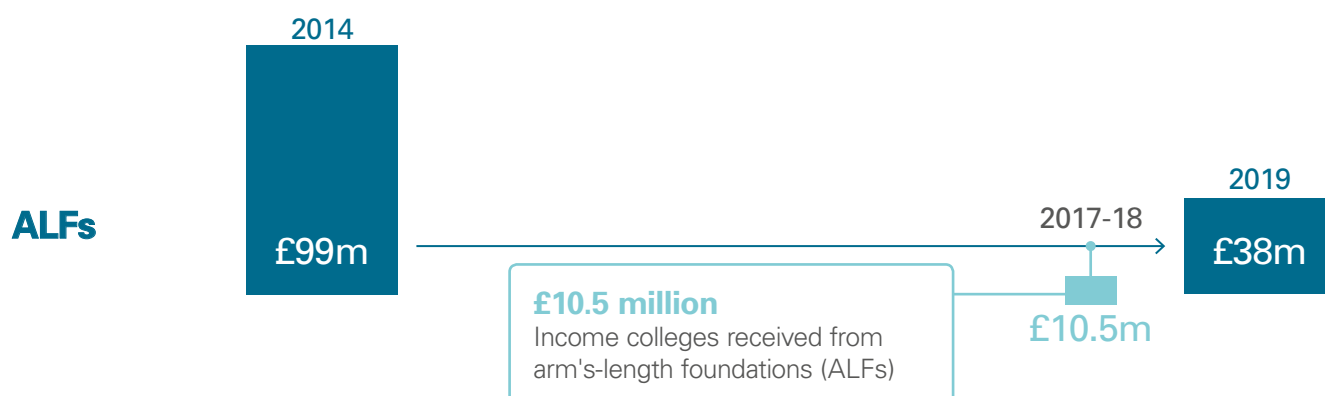 2014
ALFs
£99m
2017-18
2019
£38m
£10.5m
£10.5 million
Income colleges received from
arm's-length foundations (ALFs)